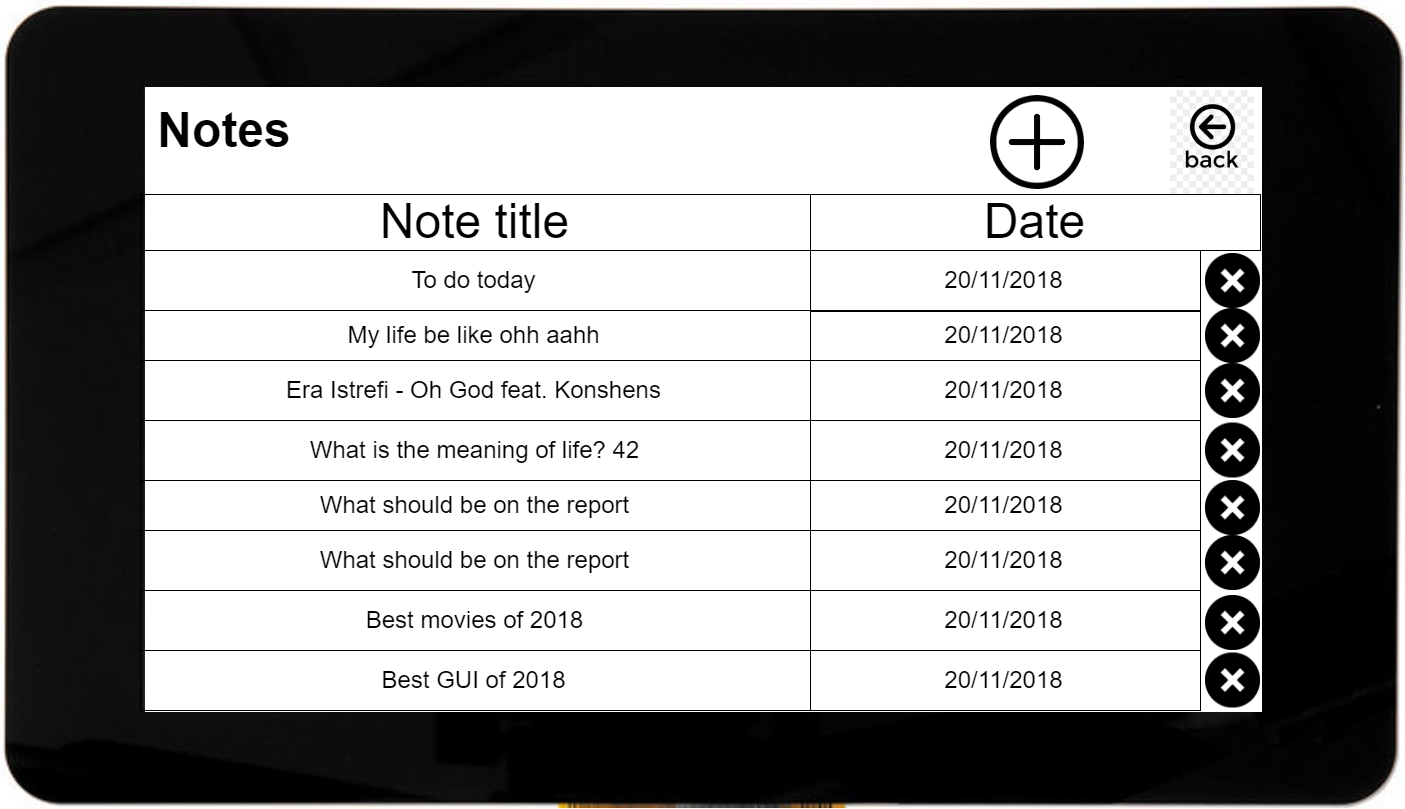 Notes
back
Note title Date
To do today 20/11/2018
My life be like ohh aahh 20/11/2018
Era Istrefi - Oh God feat. Konshens 20/11/2018
What is the meaning of life? 42 20/11/2018
What should be on the report 20/11/2018
What should be on the report 20/11/2018
Best movies of 2018 20/11/2018
Best GUI of 2018 20/11/2018